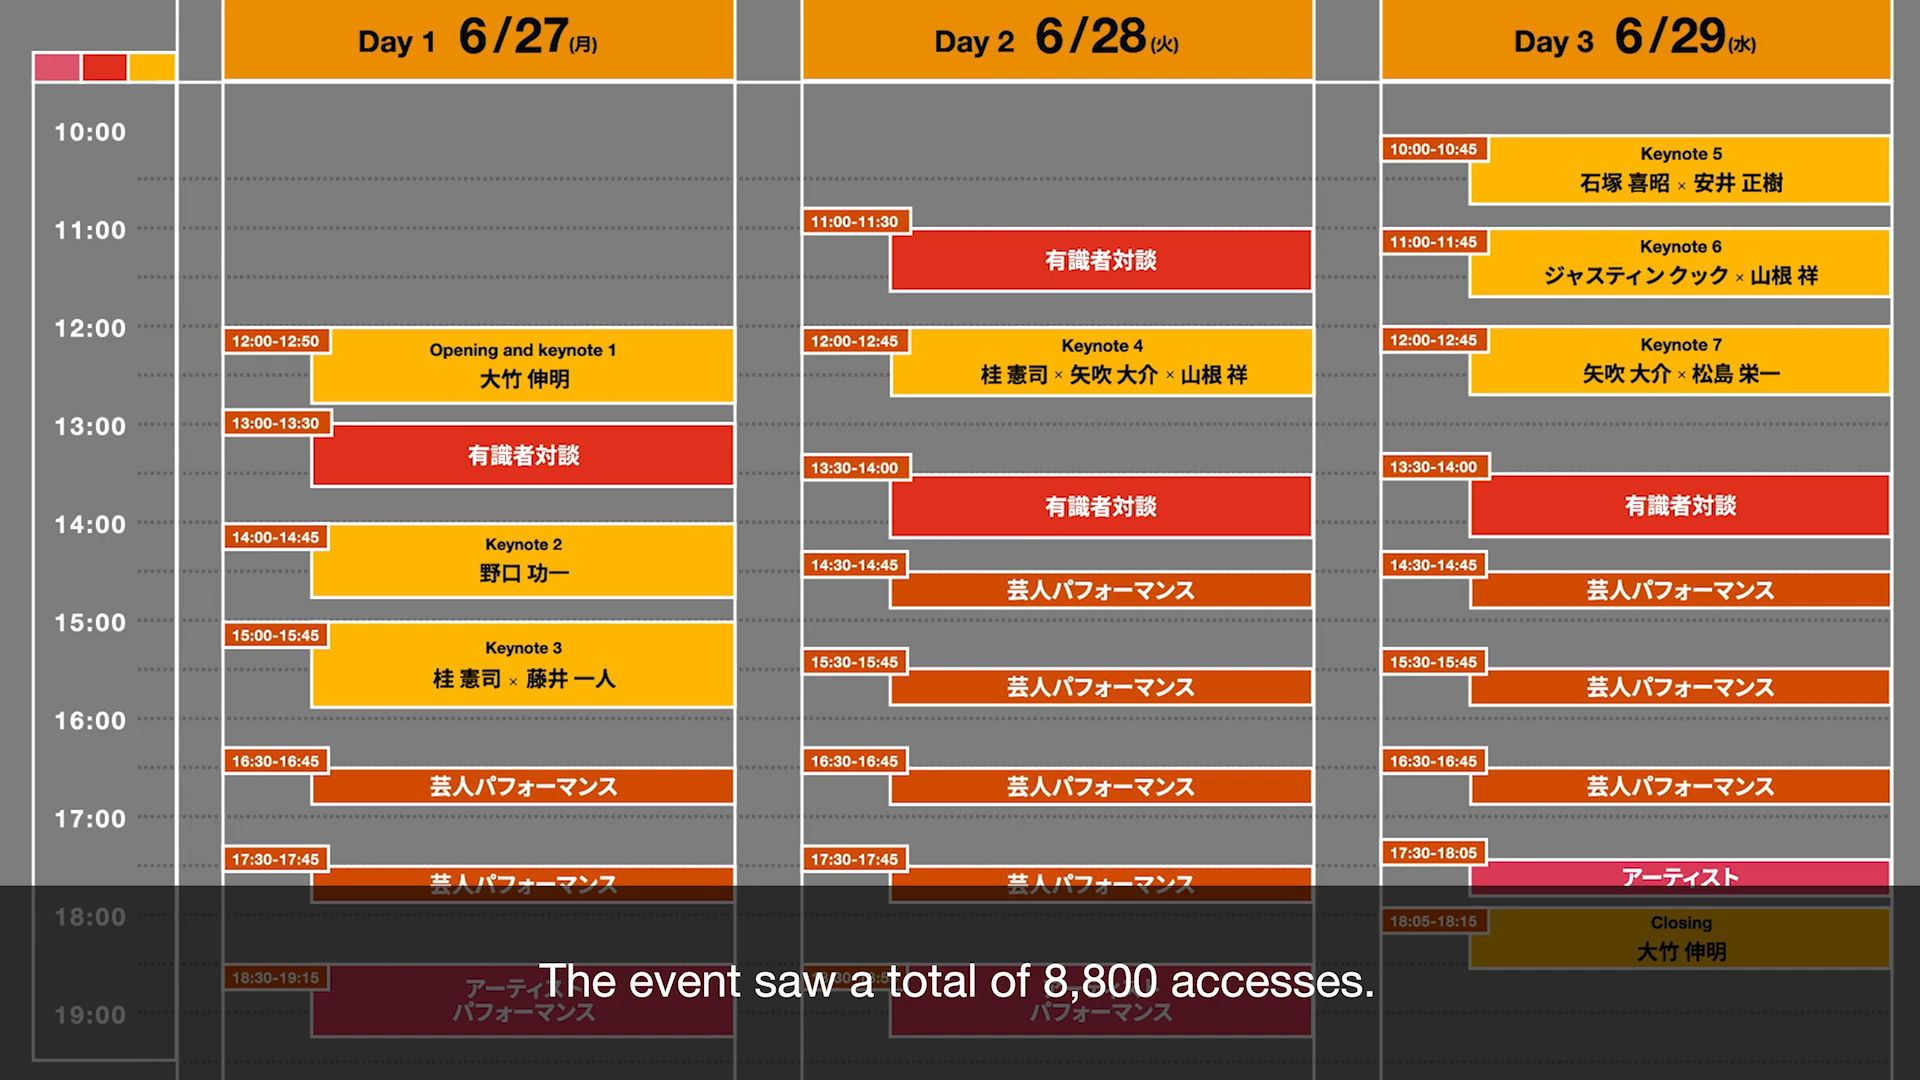 Day 1 6/27(月)
Day 2 6/28(火)
Day 3 6/29(水)
10:00
11:00
12:00
13:00
14:00
15:00
16:00
17:00
18:00
19:00
12:00-12:50
Opening and keynote 1
大竹 伸明
13:00-13:30
有識者対談
14:00-14:45
Keynote 2
野口 功一
15:00-15:45
Keynote 3
桂 憲司 × 藤井 一人
16:30-16:45
芸人パフォーマンス
17:30-17:45
芸人パフォーマンス
18:30-19:15
アーティスト
パフォーマンス
11:00-11:30
有識者対談
12:00-12:45
Keynote 4
桂 憲司 × 矢吹 大介 × 山根 祥
13:30-14:00
有識者対談
14:30-14:45
芸人パフォーマンス
15:30-15:45
芸人パフォーマンス
16:30-16:45
芸人パフォーマンス
17:30-17:45
芸人パフォーマンス
パフォーマンス
10:00-10:45
Keynote 5
石塚 喜昭 × 安井 正樹
11:00-11:45
Keynote 6
ジャスティン クック × 山根 祥
12:00-12:45
Keynote 7
矢吹 大介 × 松島 栄一
13:30-14:00
有識者対談
14:30-14:45
芸人パフォーマンス
15:30-15:45
芸人パフォーマンス
16:30-16:45
芸人パフォーマンス
17:30-18:05
アーティスト
18:05-18:15
Closing
大竹 伸明
The event saw a total of 8,800 accesses.